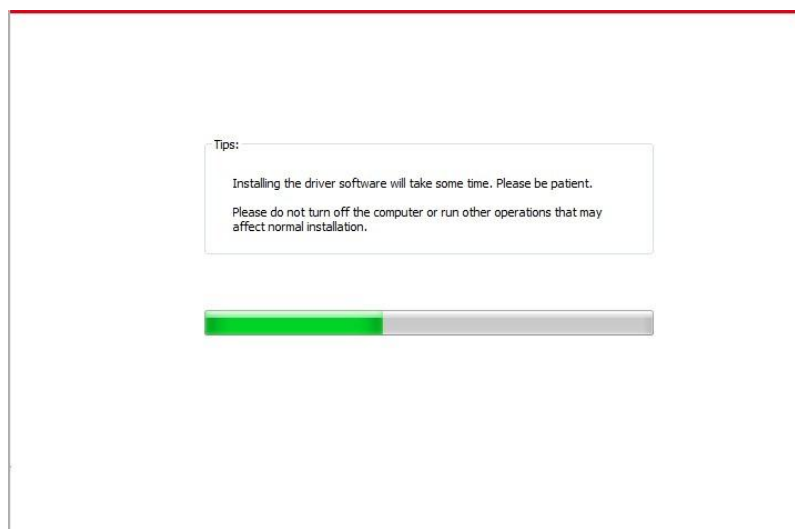 Tips:
Installing the driver software will take some time. Please be patient.
Please do not turn off the computer or run other operations that may
affect normal installation.